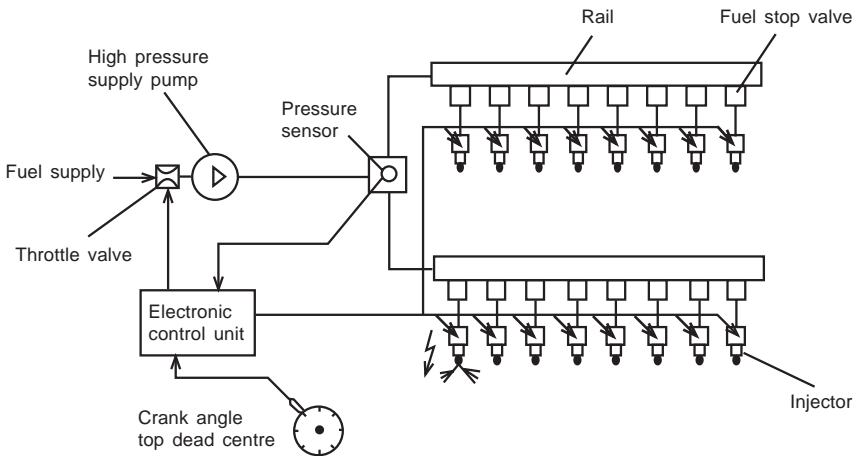 Rail
Fuel stop valve
High pressure
supply pump
Pressure
sensor
Fuel supply
Throttle valve
Electronic
control unit
Injector
Crank angle
top dead centre